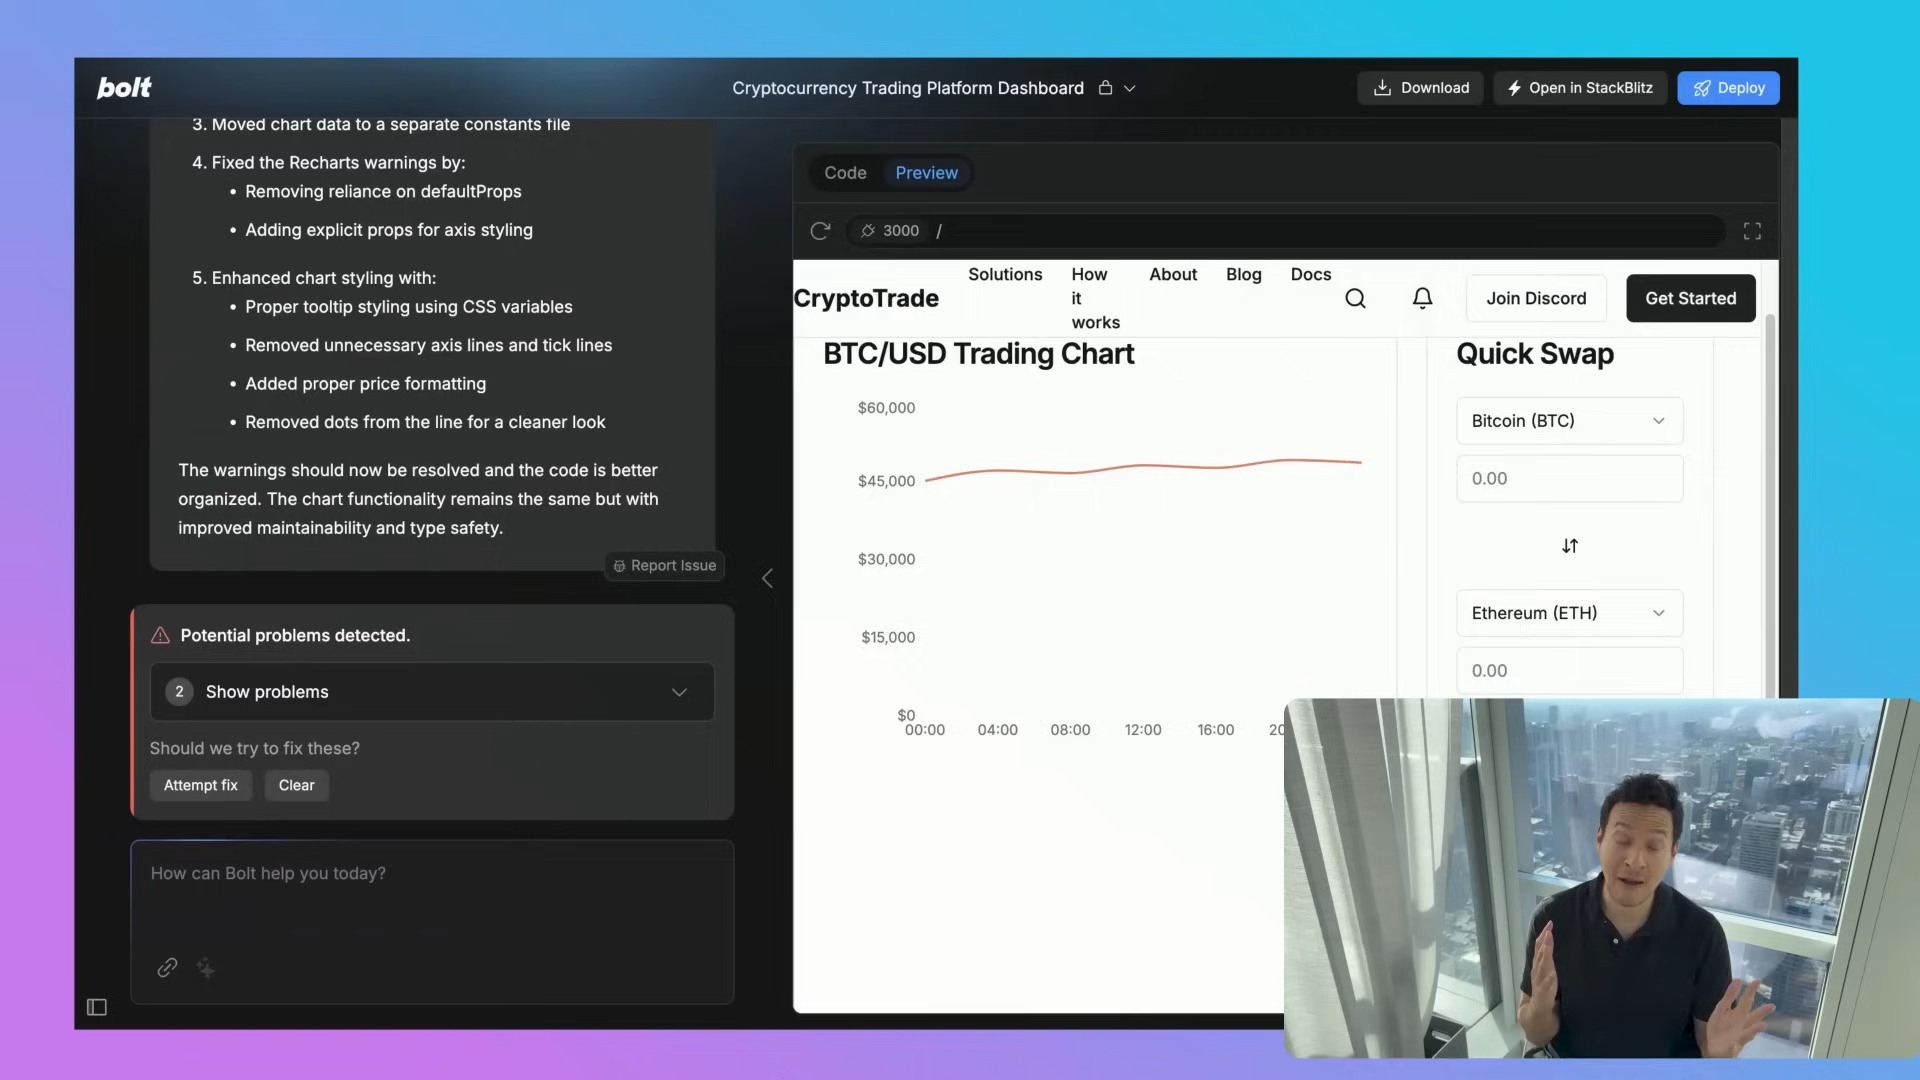 bolt
Cryptocurrency Trading Platform Dashboard
Download
Open in StackBlitz
Deploy
3. Moved chart data to a separate constants file
4. Fixed the Recharts warnings by:
• Removing reliance on defaultProps
• Adding explicit props for axis styling
5. Enhanced chart styling with:
• Proper tooltip styling using CSS variables
• Removed unnecessary axis lines and tick lines
• Added proper price formatting
• Removed dots from the line for a cleaner look
The warnings should now be resolved and the code is better
organized. The chart functionality remains the same but with
improved maintainability and type safety.
Report Issue
Potential problems detected.
2 Show problems
Should we try to fix these?
Attempt fix
Clear
How can Bolt help you today?
Code
Preview
3000 /
CryptoTrade
Solutions
How
it
works
About
Blog
Docs
Join Discord
Get Started
BTC/USD Trading Chart
$60,000
$45,000
$30,000
$15,000
$0
00:00
04:00
08:00
12:00
16:00
20
Quick Swap
Bitcoin (BTC)
0.00
Ethereum (ETH)
0.00